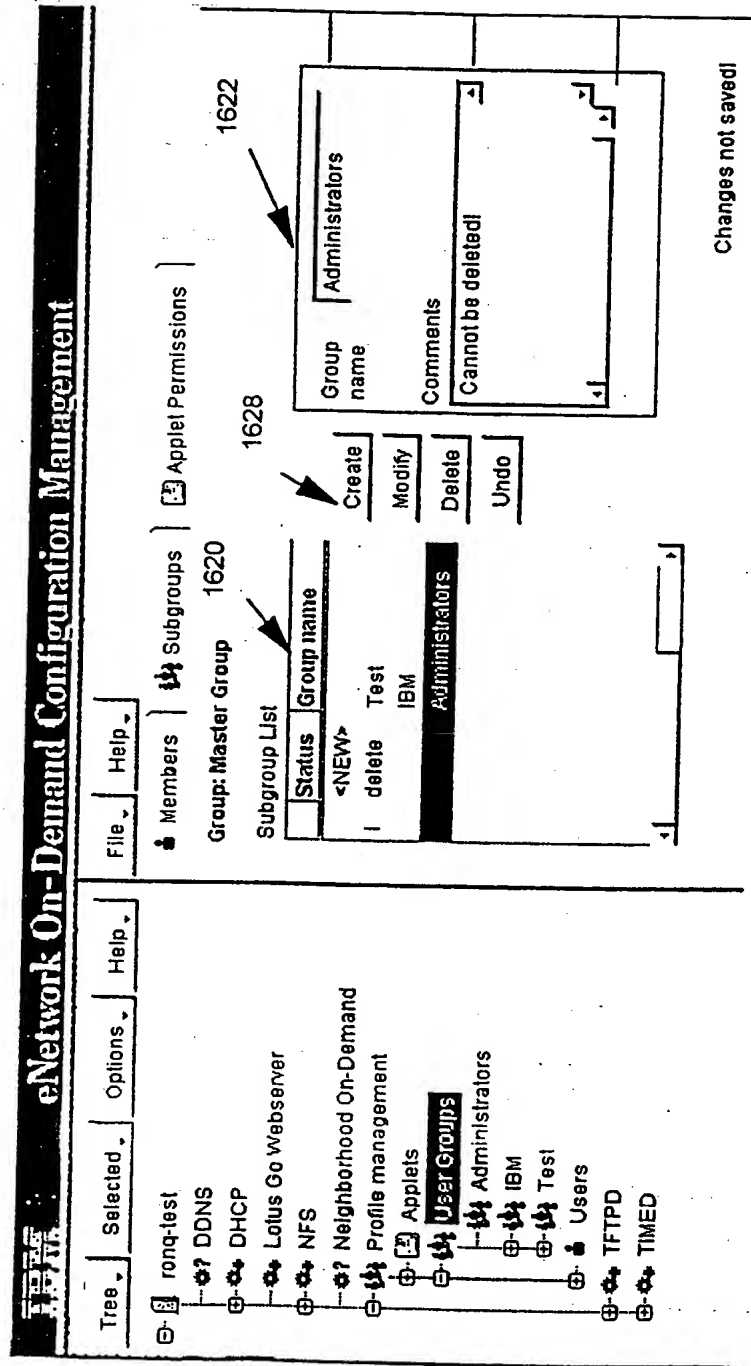 IBM eNetwork On-Demand Configuration Management
Tree Selected Options Help
ronq-test
DDNS
DHCP
Lotus Go Webserver
NFS
Neighborhood On-Demand
Profile management
Applets
User Groups
Administrators
IBM
Test
Users
TFTPD
TIMED
File Help
Members Subgroups Applet Permissions
Group: Master Group
1620
1628
1622
Subgroup List
Status Group name
<NEW>
| delete Test
IBM
Administrators
Create
Modify
Delete
Undo
Group
name
Administrators
Comments
Cannot be deleted!
Changes not saved!